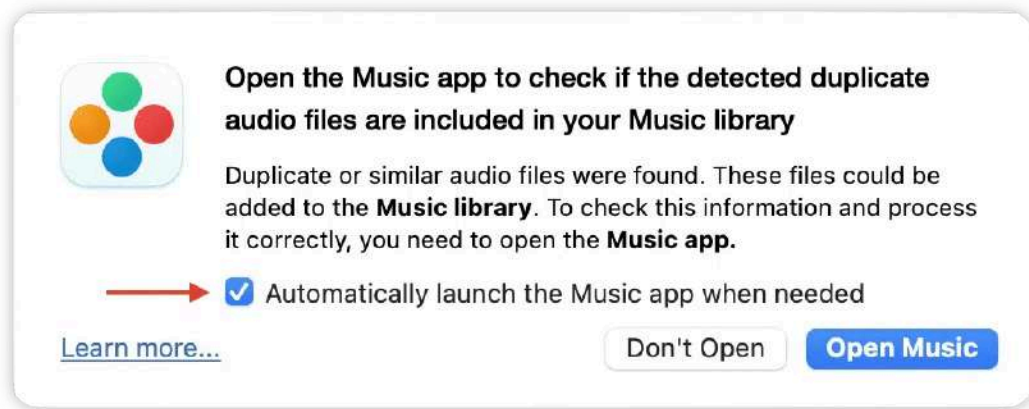 Open the Music app to check if the detected duplicate
audio files are included in your Music library
Duplicate or similar audio files were found. These files could be
added to the Music library. To check this information and process
it correctly, you need to open the Music app.
Automatically launch the Music app when needed
Learn more...
Don't Open
Open Music